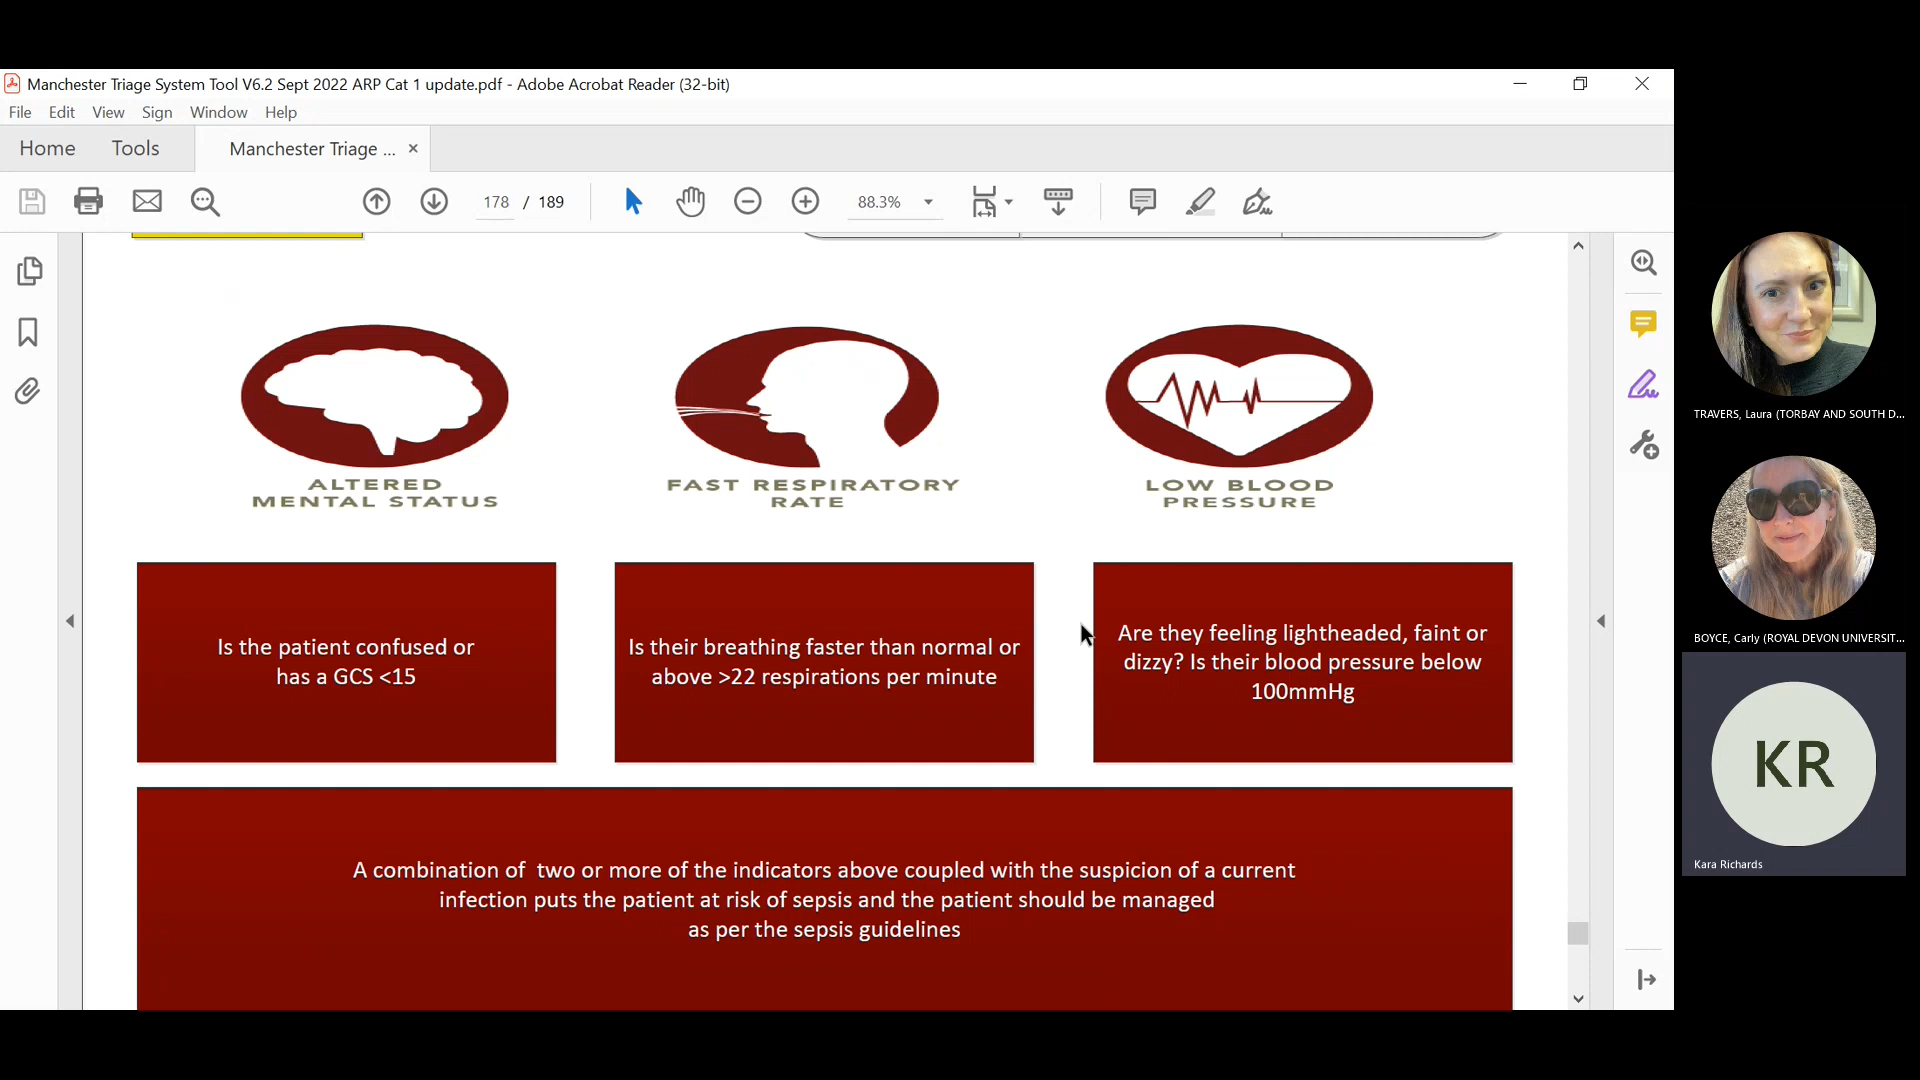 Manchester Triage System Tool V6.2 Sept 2022 ARP Cat 1 update.pdf - Adobe Acrobat Reader (32-bit)
File Edit View Sign Window Help
Home Tools Manchester Triage ...
178 / 189 88.3%
ALTERED
MENTAL STATUS
FAST RESPIRATORY
RATE
LOW BLOOD
PRESSURE
Is the patient confused or
has a GCS <15
Is their breathing faster than normal or
above >22 respirations per minute
Are they feeling lightheaded, faint or
dizzy? Is their blood pressure below
100mmHg
A combination of  two or more of the indicators above coupled with the suspicion of a current
infection puts the patient at risk of sepsis and the patient should be managed
as per the sepsis guidelines
TRAVERS, Laura (TORBAY AND SOUTH D...
BOYCE, Carly (ROYAL DEVON UNIVERSIT...
KR
Kara Richards